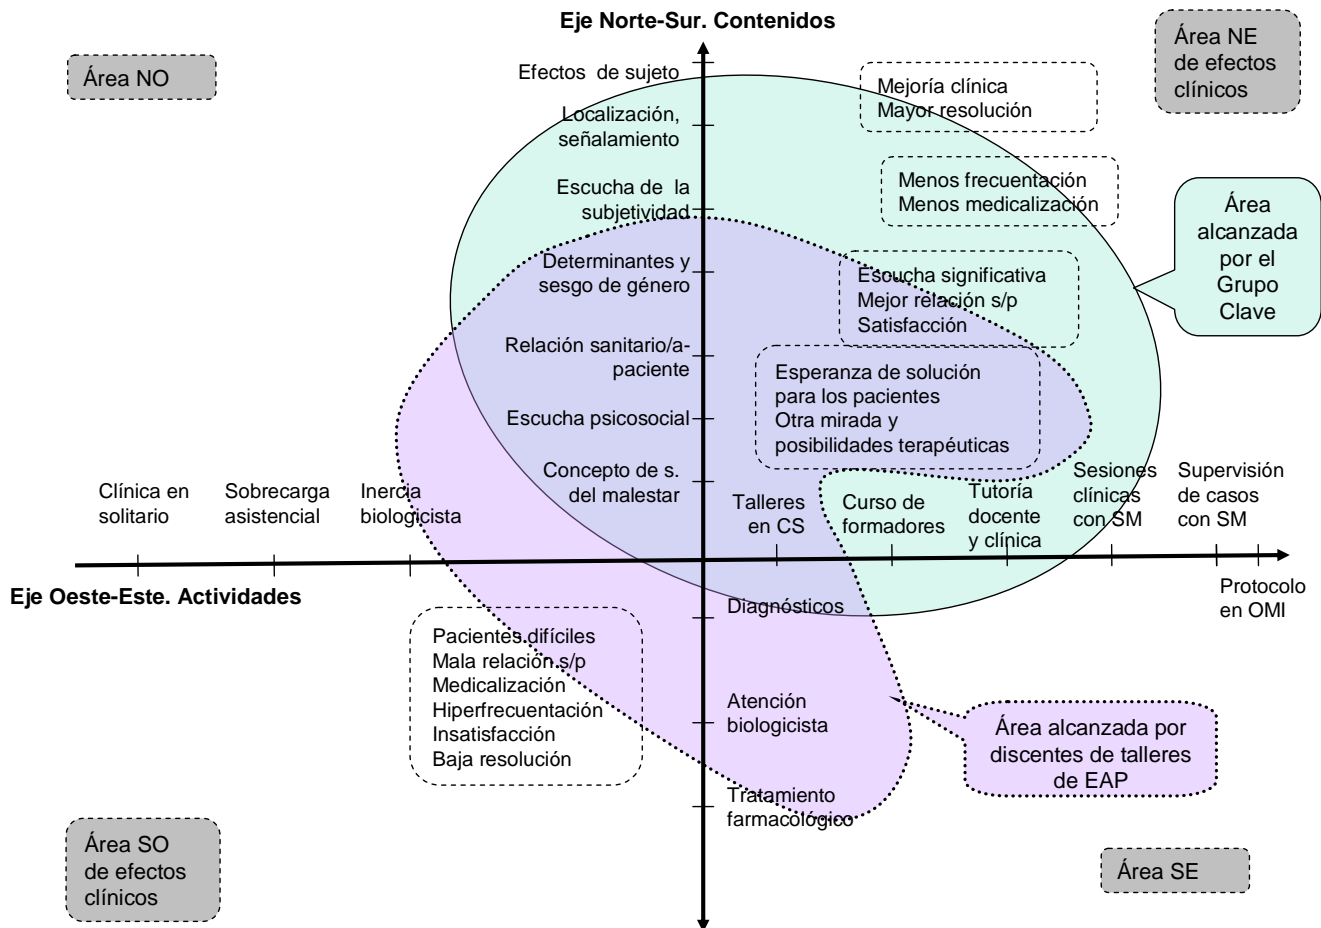 Eje Norte-Sur. Contenidos
Área NO
Área NE
de efectos
clínicos
Efectos de sujeto
Localización,
señalamiento
Escucha de la
subjetividad
Determinantes y
sesgo de género
Relación sanitario/a-
paciente
Escucha psicosocial
Concepto de s.
del malestar
Mejoría clínica
Mayor resolución
Menos frecuentación
Menos medicalización
Escucha significativa
Mejor relación s/p
Satisfacción
Esperanza de solución
para los pacientes
Otra mirada y
posibilidades terapéuticas
Área
alcanzada
por el
Grupo
Clave
Clínica en
solitario
Sobrecarga
asistencial
Inercia
biologicista
Talleres
en CS
Curso de
formadores
Tutoría
docente
y clínica
Sesiones
clínicas
con SM
Supervisión
de casos
con SM
Protocolo
en OMI
Eje Oeste-Este. Actividades
Diagnósticos
Atención
biologicista
Tratamiento
farmacológico
Pacientes difíciles
Mala relación s/p
Medicalización
Hiperfrecuentación
Insatisfacción
Baja resolución
Área alcanzada por
discentes de talleres
de EAP
Área SO
de efectos
clínicos
Área SE